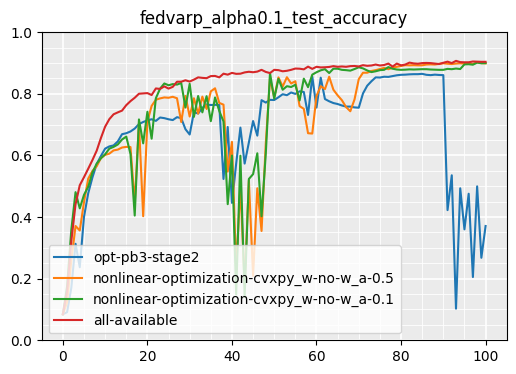 fedvarp_alpha0.1_test_accuracy
1.0
0.8
0.6
0.4
0.2
0.0
opt-pb3-stage2
nonlinear-optimization-cvxpy_w-no-w_a-0.5
nonlinear-optimization-cvxpy_w-no-w_a-0.1
all-available
0 20 40 60 80 100